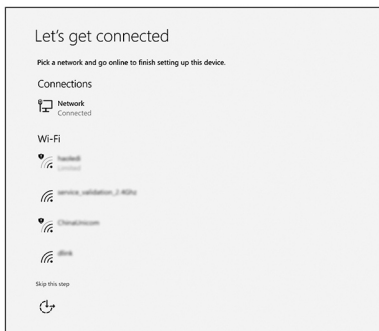 Let's get connected
Pick a network and go online to finish setting up this device.
Connections
Network
Connected
Wi-Fi
Limited
service_validation_2.4Ghz
ChinaUnicom
dlink
Skip this step